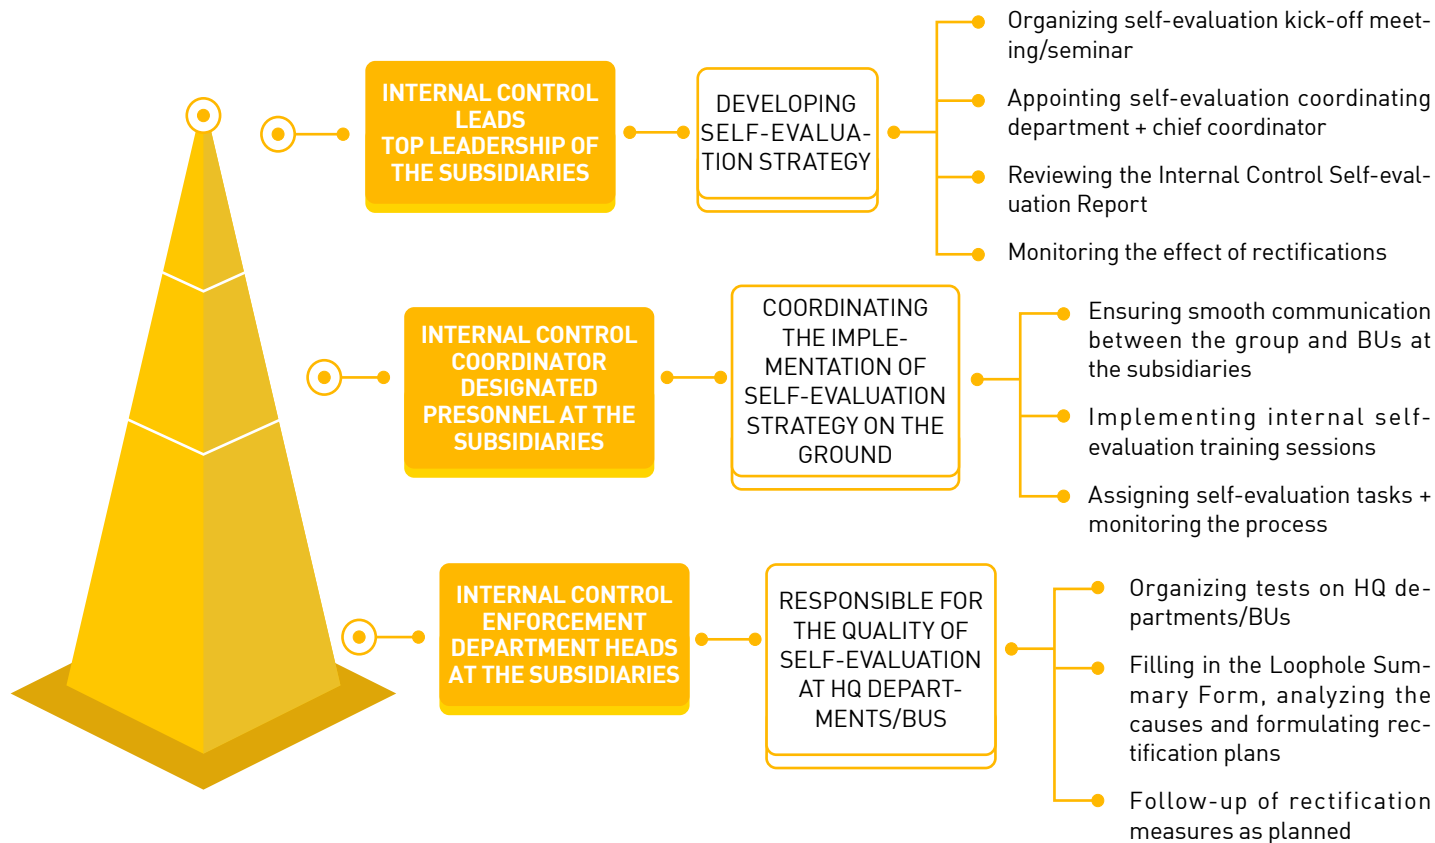 INTERNAL CONTROL
LEADS
TOP LEADERSHIP OF
THE SUBSIDIARIES
DEVELOPING
SELF-EVALUA-
TION STRATEGY
Organizing self-evaluation kick-off meet-
ing/seminar
Appointing self-evaluation coordinating
department + chief coordinator
Reviewing the Internal Control Self-eval-
uation Report
Monitoring the effect of rectifications
INTERNAL CONTROL
COORDINATOR
DESIGNATED
PRESONNEL AT THE
SUBSIDIARIES
COORDINATING
THE IMPLE-
MENTATION OF
SELF-EVALUATION
STRATEGY ON THE
GROUND
Ensuring smooth communication
between the group and BUs at
the subsidiaries
Implementing internal self-
evaluation training sessions
Assigning self-evaluation tasks +
monitoring the process
INTERNAL CONTROL
ENFORCEMENT
DEPARTMENT HEADS
AT THE SUBSIDIARIES
RESPONSIBLE FOR
THE QUALITY OF
SELF-EVALUATION
AT HQ DEPART-
MENTS/BUS
Organizing tests on HQ de-
partments/BUs
Filling in the Loophole Sum-
mary Form, analyzing the
causes and formulating rec-
tification plans
Follow-up of rectification
measures as planned